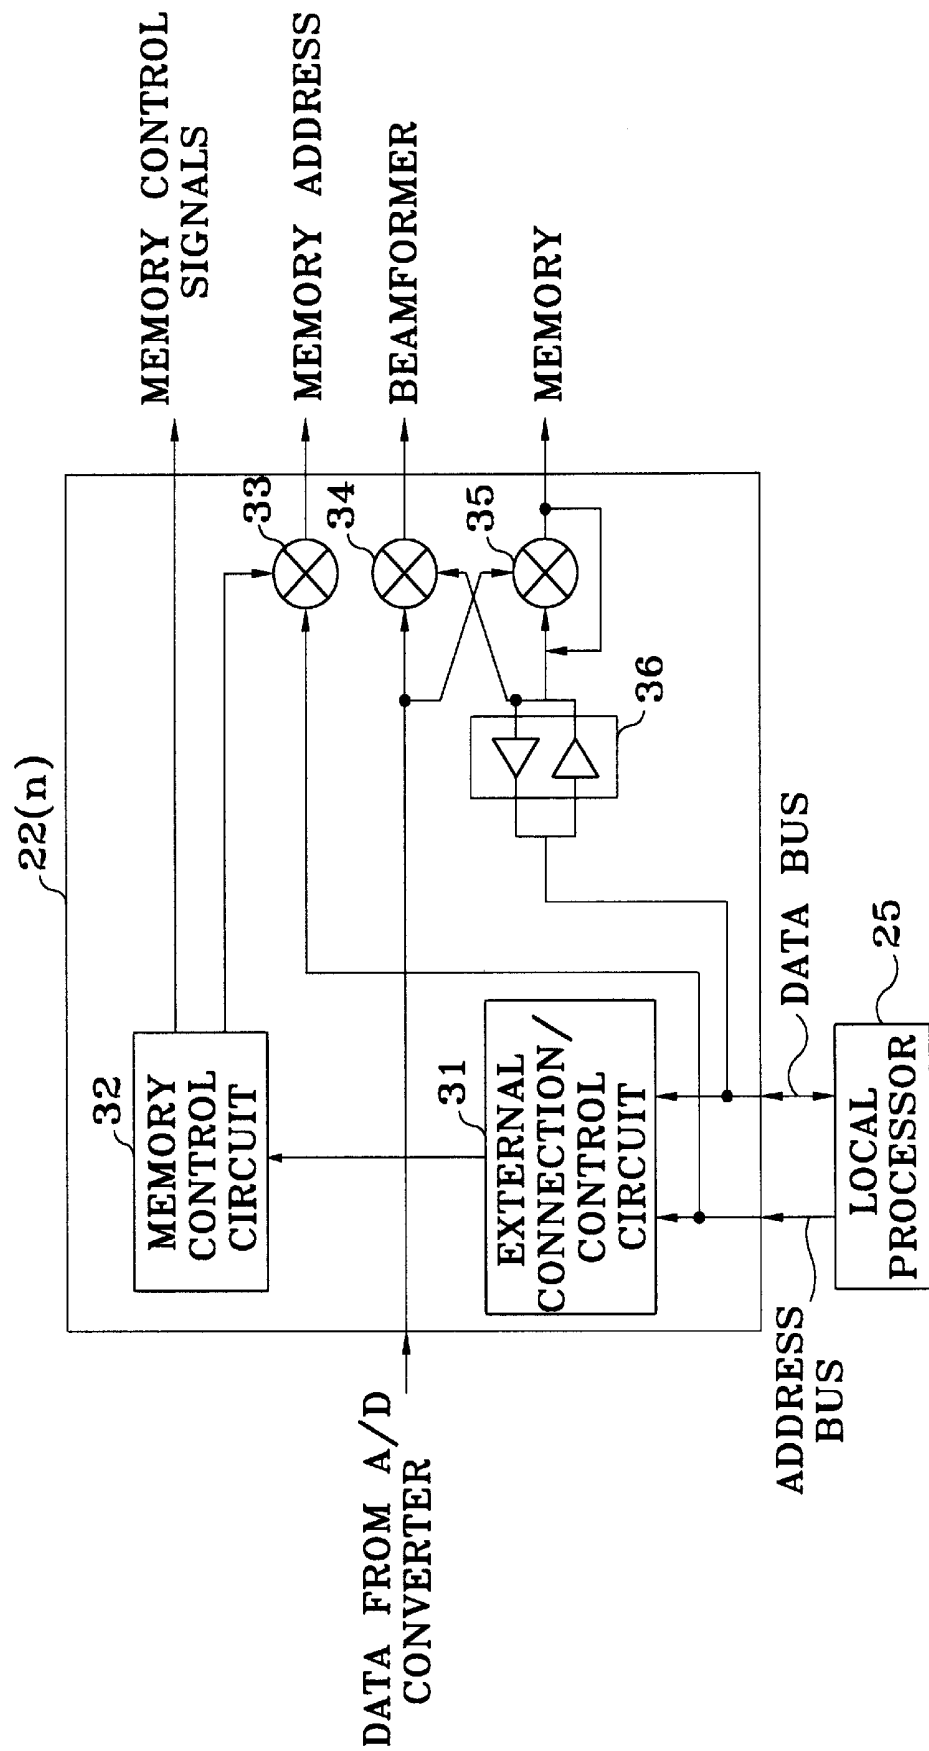 22(n)
MEMORY CONTROL
SIGNALS
MEMORY ADDRESS
BEAMFORMER
MEMORY
32
MEMORY
CONTROL
CIRCUIT
33
34
35
36
31
EXTERNAL
CONNECTION/
CONTROL
CIRCUIT
DATA FROM A/D
CONVERTER
ADDRESS
BUS
DATA BUS
25
LOCAL
PROCESSOR